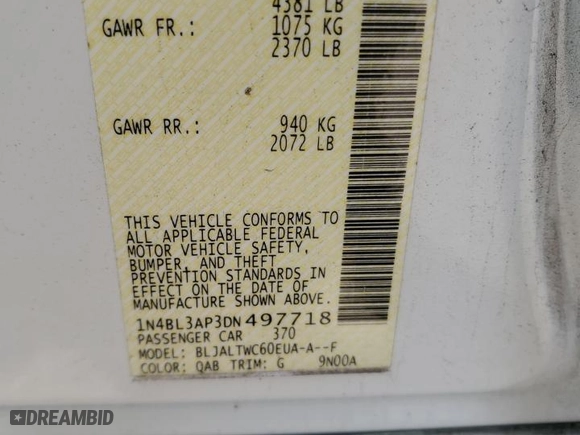 4381 LB
GAWR FR.: 1075 KG
2370 LB
GAWR RR.: 940 KG
2072 LB
THIS VEHICLE CONFORMS TO
ALL APPLICABLE FEDERAL
MOTOR VEHICLE SAFETY,
BUMPER, AND THEFT
PREVENTION STANDARDS IN
EFFECT ON THE DATE OF
MANUFACTURE SHOWN ABOVE.
1N4BL3AP3DN497718
PASSENGER CAR 370
MODEL: BLJALTWC60EUA-A--F
COLOR: QAB TRIM: G 9N00A
DREAMBID